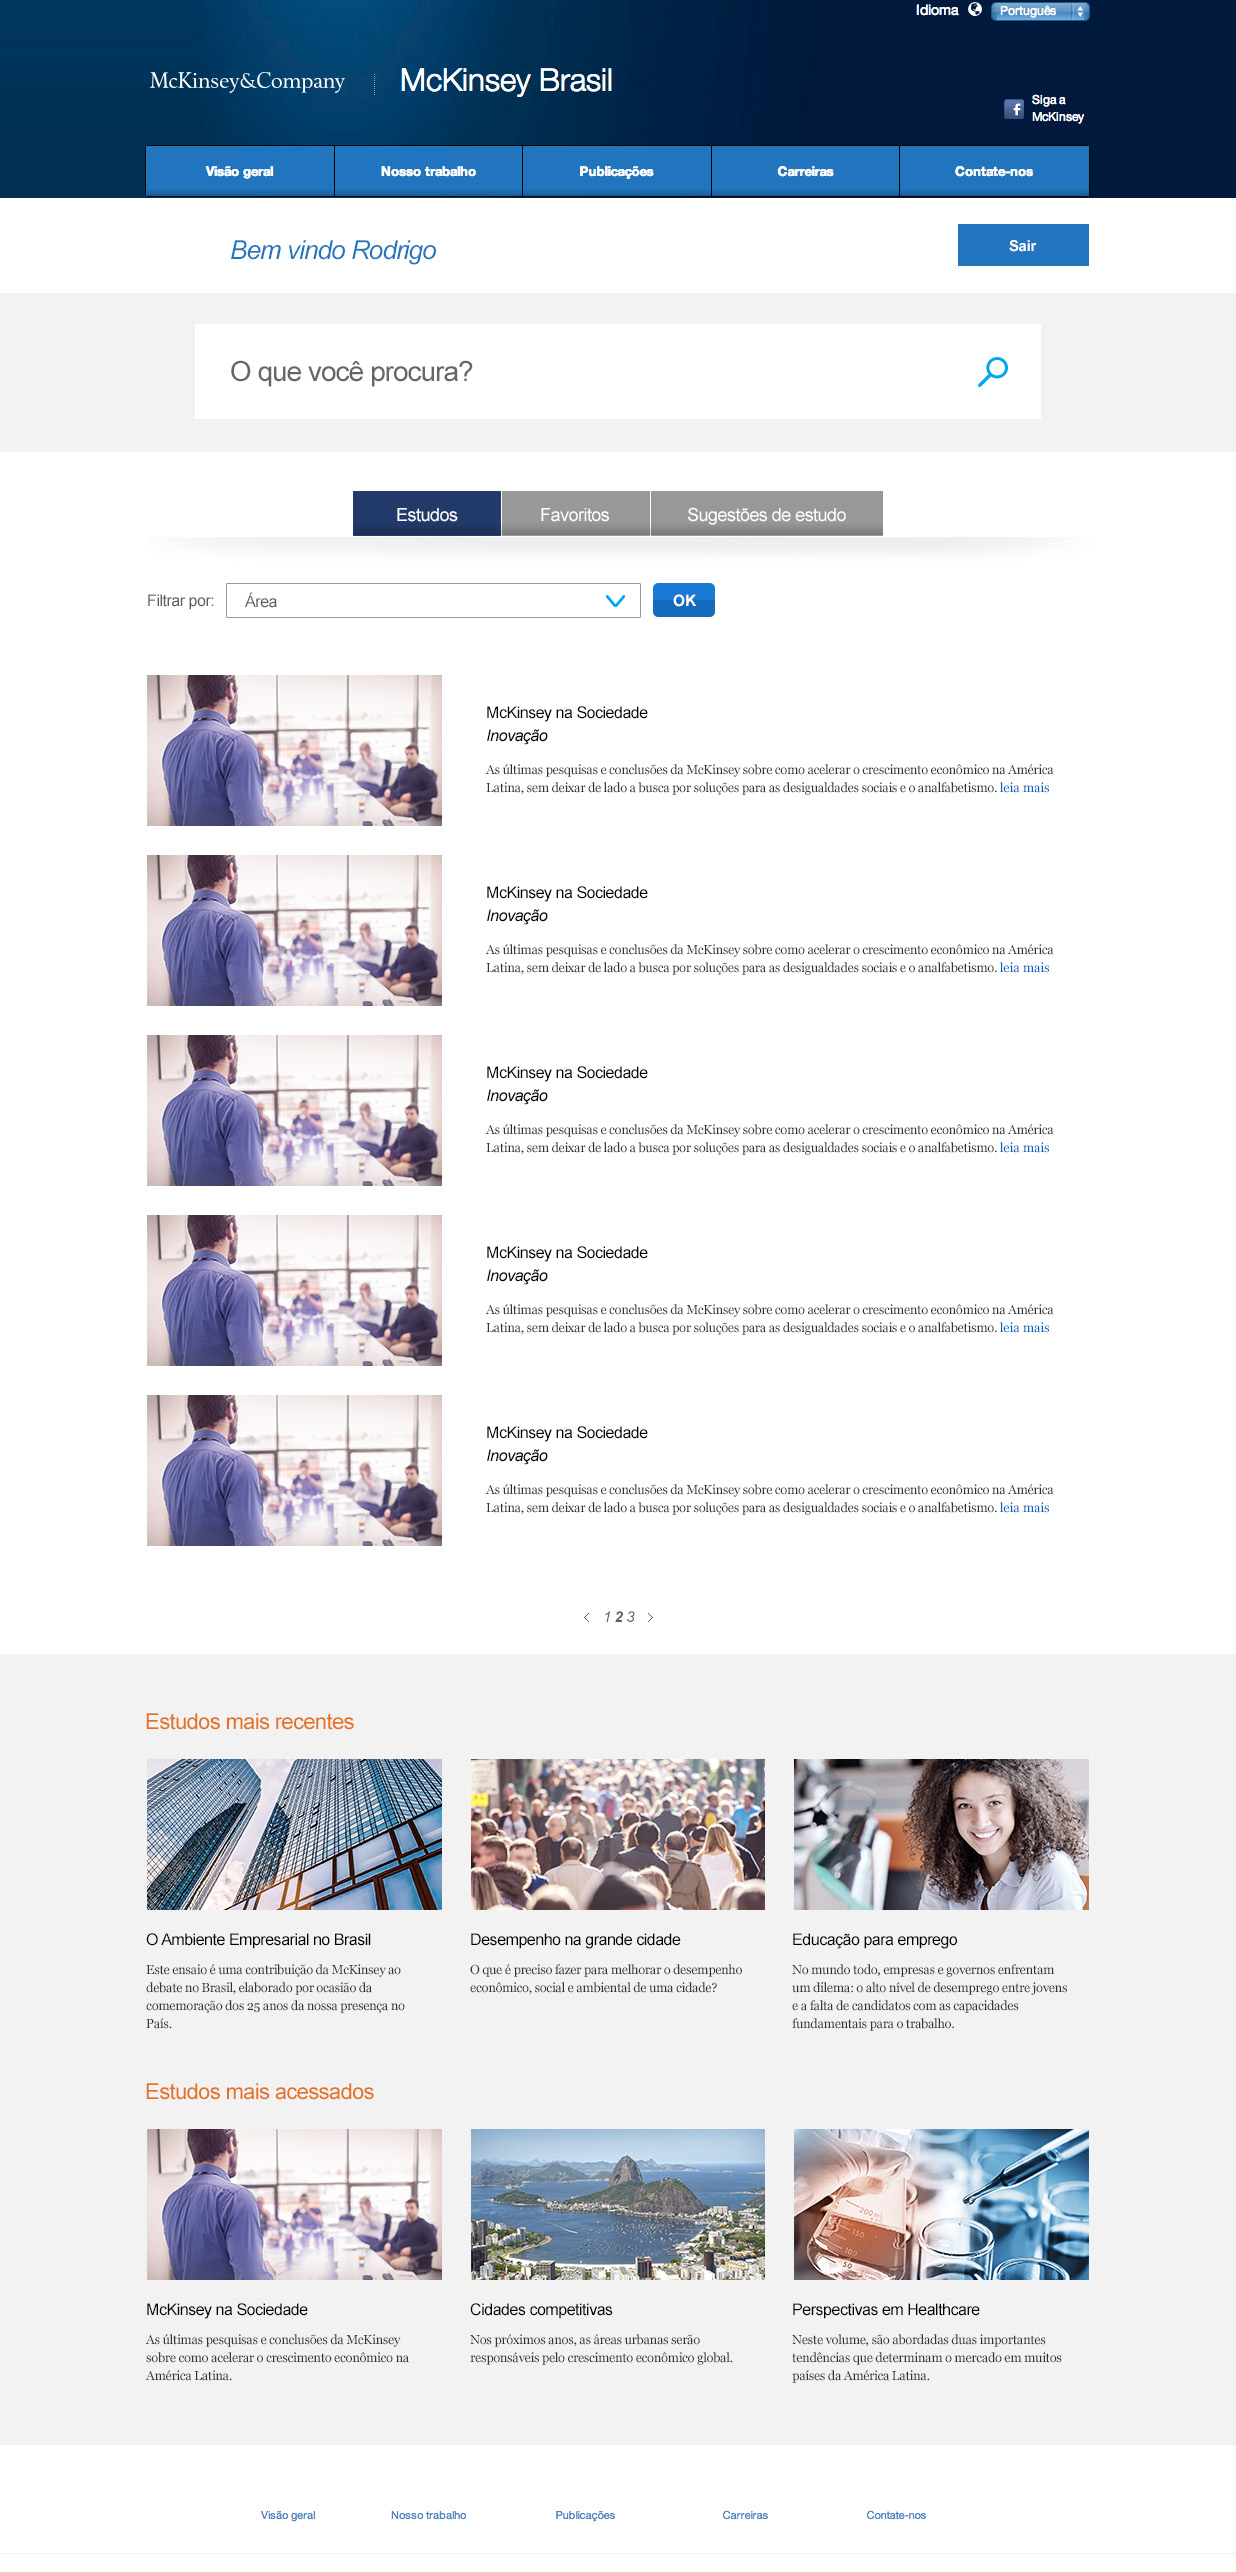 Idioma Português
McKinsey&Company McKinsey Brasil
Siga a
McKinsey
Visão geral Nosso trabalho Publicações Carreiras Contate-nos
Bem vindo Rodrigo Sair
O que você procura?
Estudos Favoritos Sugestões de estudo
Filtrar por: Área OK
McKinsey na Sociedade
Inovação
As últimas pesquisas e conclusões da McKinsey sobre como acelerar o crescimento econômico na América
Latina, sem deixar de lado a busca por soluções para as desigualdades sociais e o analfabetismo. leia mais
McKinsey na Sociedade
Inovação
As últimas pesquisas e conclusões da McKinsey sobre como acelerar o crescimento econômico na América
Latina, sem deixar de lado a busca por soluções para as desigualdades sociais e o analfabetismo. leia mais
McKinsey na Sociedade
Inovação
As últimas pesquisas e conclusões da McKinsey sobre como acelerar o crescimento econômico na América
Latina, sem deixar de lado a busca por soluções para as desigualdades sociais e o analfabetismo. leia mais
McKinsey na Sociedade
Inovação
As últimas pesquisas e conclusões da McKinsey sobre como acelerar o crescimento econômico na América
Latina, sem deixar de lado a busca por soluções para as desigualdades sociais e o analfabetismo. leia mais
McKinsey na Sociedade
Inovação
As últimas pesquisas e conclusões da McKinsey sobre como acelerar o crescimento econômico na América
Latina, sem deixar de lado a busca por soluções para as desigualdades sociais e o analfabetismo. leia mais
< 1 2 3 >
Estudos mais recentes
O Ambiente Empresarial no Brasil
Este ensaio é uma contribuição da McKinsey ao
debate no Brasil, elaborado por ocasião da
comemoração dos 25 anos da nossa presença no
País.
Desempenho na grande cidade
O que é preciso fazer para melhorar o desempenho
econômico, social e ambiental de uma cidade?
Educação para emprego
No mundo todo, empresas e governos enfrentam
um dilema: o alto nível de desemprego entre jovens
e a falta de candidatos com as capacidades
fundamentais para o trabalho.
Estudos mais acessados
200 mL
150
100
50
McKinsey na Sociedade
As últimas pesquisas e conclusões da McKinsey
sobre como acelerar o crescimento econômico na
América Latina.
Cidades competitivas
Nos próximos anos, as áreas urbanas serão
responsáveis pelo crescimento econômico global.
Perspectivas em Healthcare
Neste volume, são abordadas duas importantes
tendências que determinam o mercado em muitos
países da América Latina.
Visão geral Nosso trabalho Publicações Carreiras Contate-nos